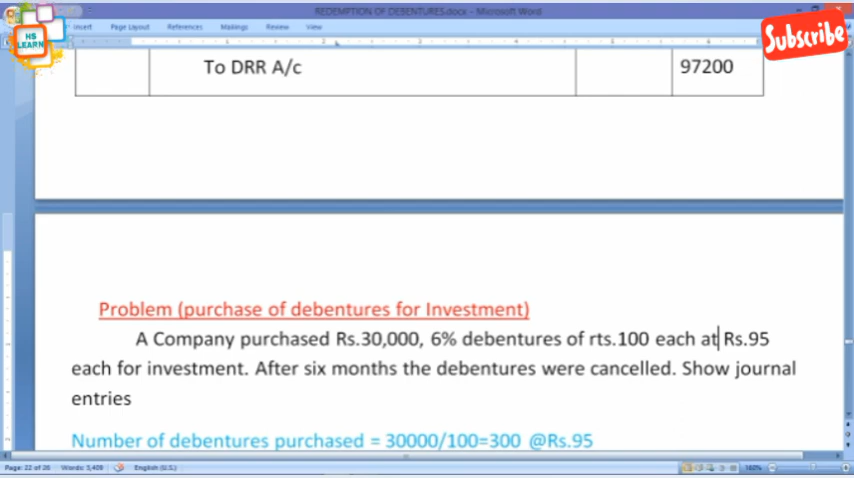 REDEMPTION OF DEBENTURES.docx - Microsoft Word
Insert Page Layout References Mailings Review View
HS
LEARN
Subscribe
To DRR A/c 97200
Problem (purchase of debentures for Investment)
A Company purchased Rs.30,000, 6% debentures of rts.100 each at Rs.95
each for investment. After six months the debentures were cancelled. Show journal
entries
Number of debentures purchased = 30000/100=300 @Rs.95
Page: 22 of 26 Words: 5,408 English (U.S.) 160%